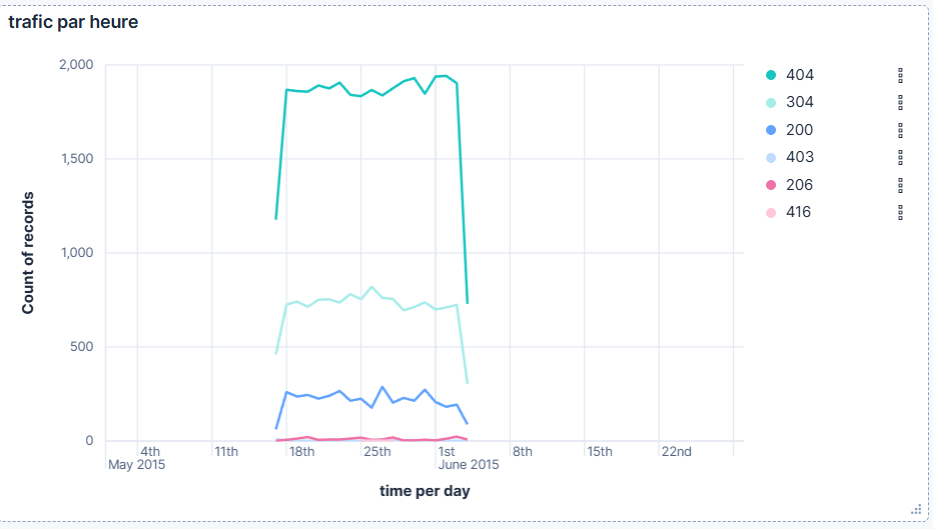 trafic par heure
2,000
1,500
1,000
500
0
Count of records
4th
11th
18th
25th
1st
8th
15th
22nd
May 2015
June 2015
time per day
404
304
200
403
206
416